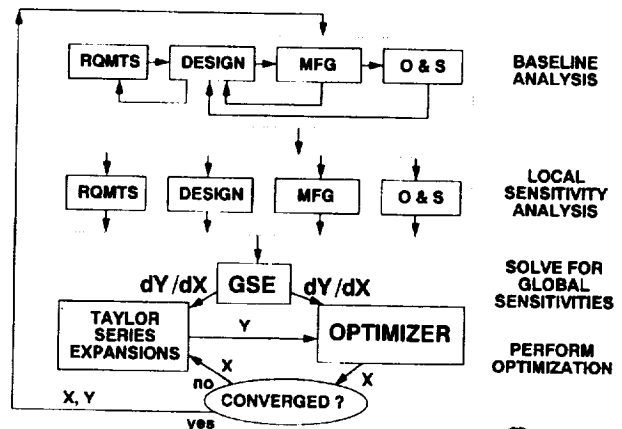 RQMTS
DESIGN
MFG
O & S
BASELINE
ANALYSIS
RQMTS
DESIGN
MFG
O & S
LOCAL
SENSITIVITY
ANALYSIS
dY/dX
GSE
dY/dX
SOLVE FOR
GLOBAL
SENSITIVITIES
TAYLOR
SERIES
EXPANSIONS
Y
OPTIMIZER
PERFORM
OPTIMIZATION
X
X
no
CONVERGED ?
X, Y
yes